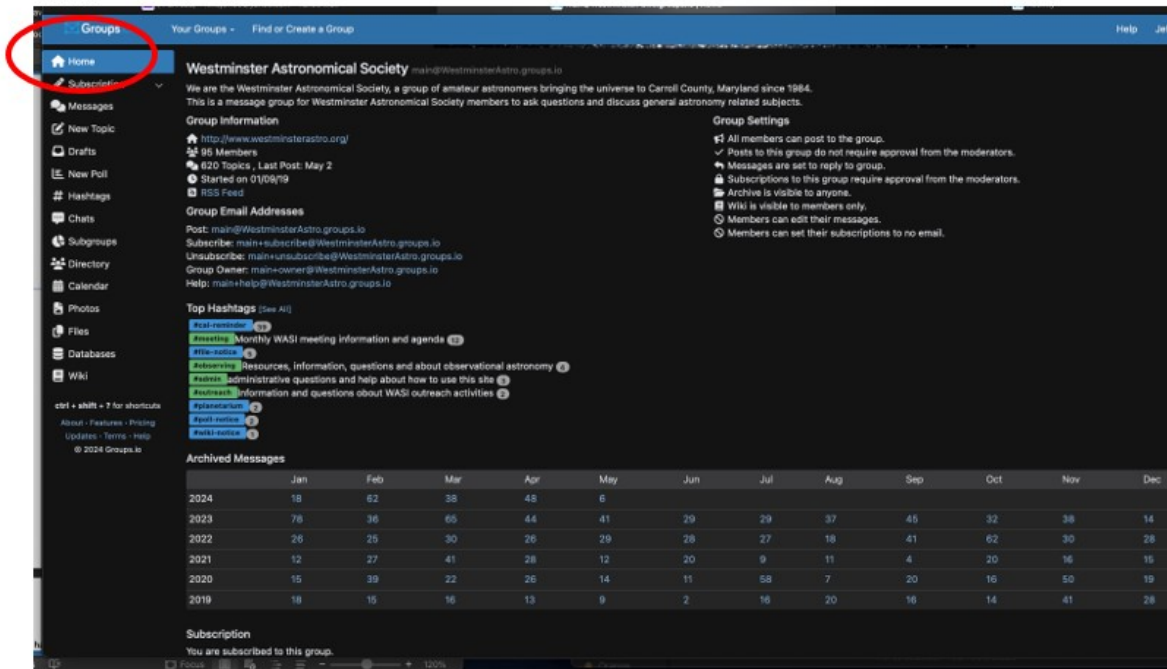 Groups
Your Groups - Find or Create a Group
Help
Home
Subscription
Messages
New Topic
Drafts
New Poll
Hashtags
Chats
Subgroups
Directory
Calendar
Photos
Files
Databases
Wiki
ctrl + shift + ? for shortcuts
About - Features - Pricing
Updates - Terms - Help
© 2024 Groups.io
Westminster Astronomical Society main@WestminsterAstro.groups.io
We are the Westminster Astronomical Society, a group of amateur astronomers bringing the universe to Carroll County, Maryland since 1984.
This is a message group for Westminster Astronomical Society members to ask questions and discuss general astronomy related subjects.
Group Information
http://www.westminsterastro.org/
95 Members
620 Topics , Last Post: May 2
Started on 01/09/19
RSS Feed
Group Settings
All members can post to the group.
Posts to this group do not require approval from the moderators.
Messages are set to reply to group.
Subscriptions to this group require approval from the moderators.
Archive is visible to anyone.
Wiki is visible to members only.
Members can edit their messages.
Members can set their subscriptions to no email.
Group Email Addresses
Post: main@WestminsterAstro.groups.io
Subscribe: main+subscribe@WestminsterAstro.groups.io
Unsubscribe: main+unsubscribe@WestminsterAstro.groups.io
Group Owner: main+owner@WestminsterAstro.groups.io
Help: main+help@WestminsterAstro.groups.io
Top Hashtags [See All]
#cal-reminder 39
#meeting Monthly WASI meeting information and agenda 12
#file-notice
#observing Resources, information, questions and about observational astronomy
#admin administrative questions and help about how to use this site
#outreach Information and questions obout WASI outreach activities 2
#planetarium 2
#poll-notice 2
#wiki-notice 1
Archived Messages
Jan Feb Mar Apr May Jun Jul Aug Sep Oct Nov Dec
2024 18 62 38 48 6
2023 76 36 65 44 41 29 29 37 45 32 38 14
2022 26 25 30 26 29 28 27 18 41 62 30 28
2021 12 27 41 28 12 20 9 11 4 20 16 15
2020 15 39 22 26 14 11 58 7 20 16 50 19
2019 18 15 16 13 9 2 16 20 16 14 41 28
Subscription
You are subscribed to this group.
Focus
120%